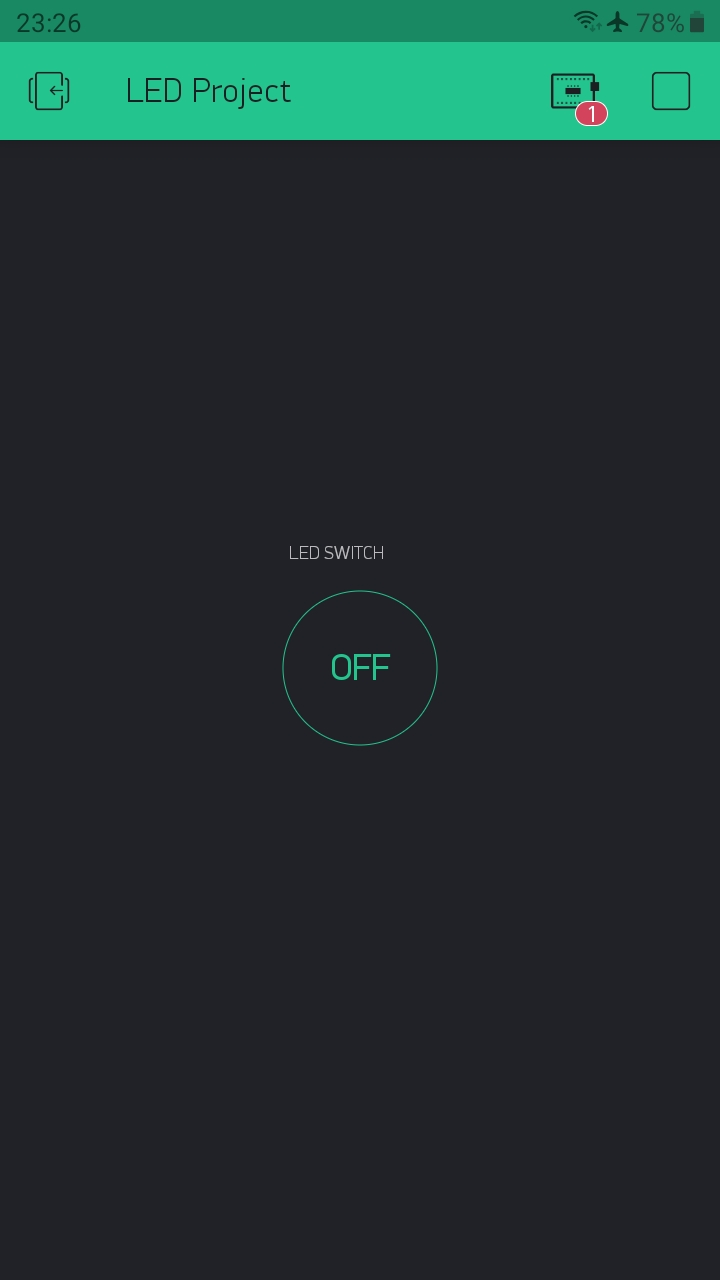 23:26
78%
LED Project
1
LED SWITCH
OFF